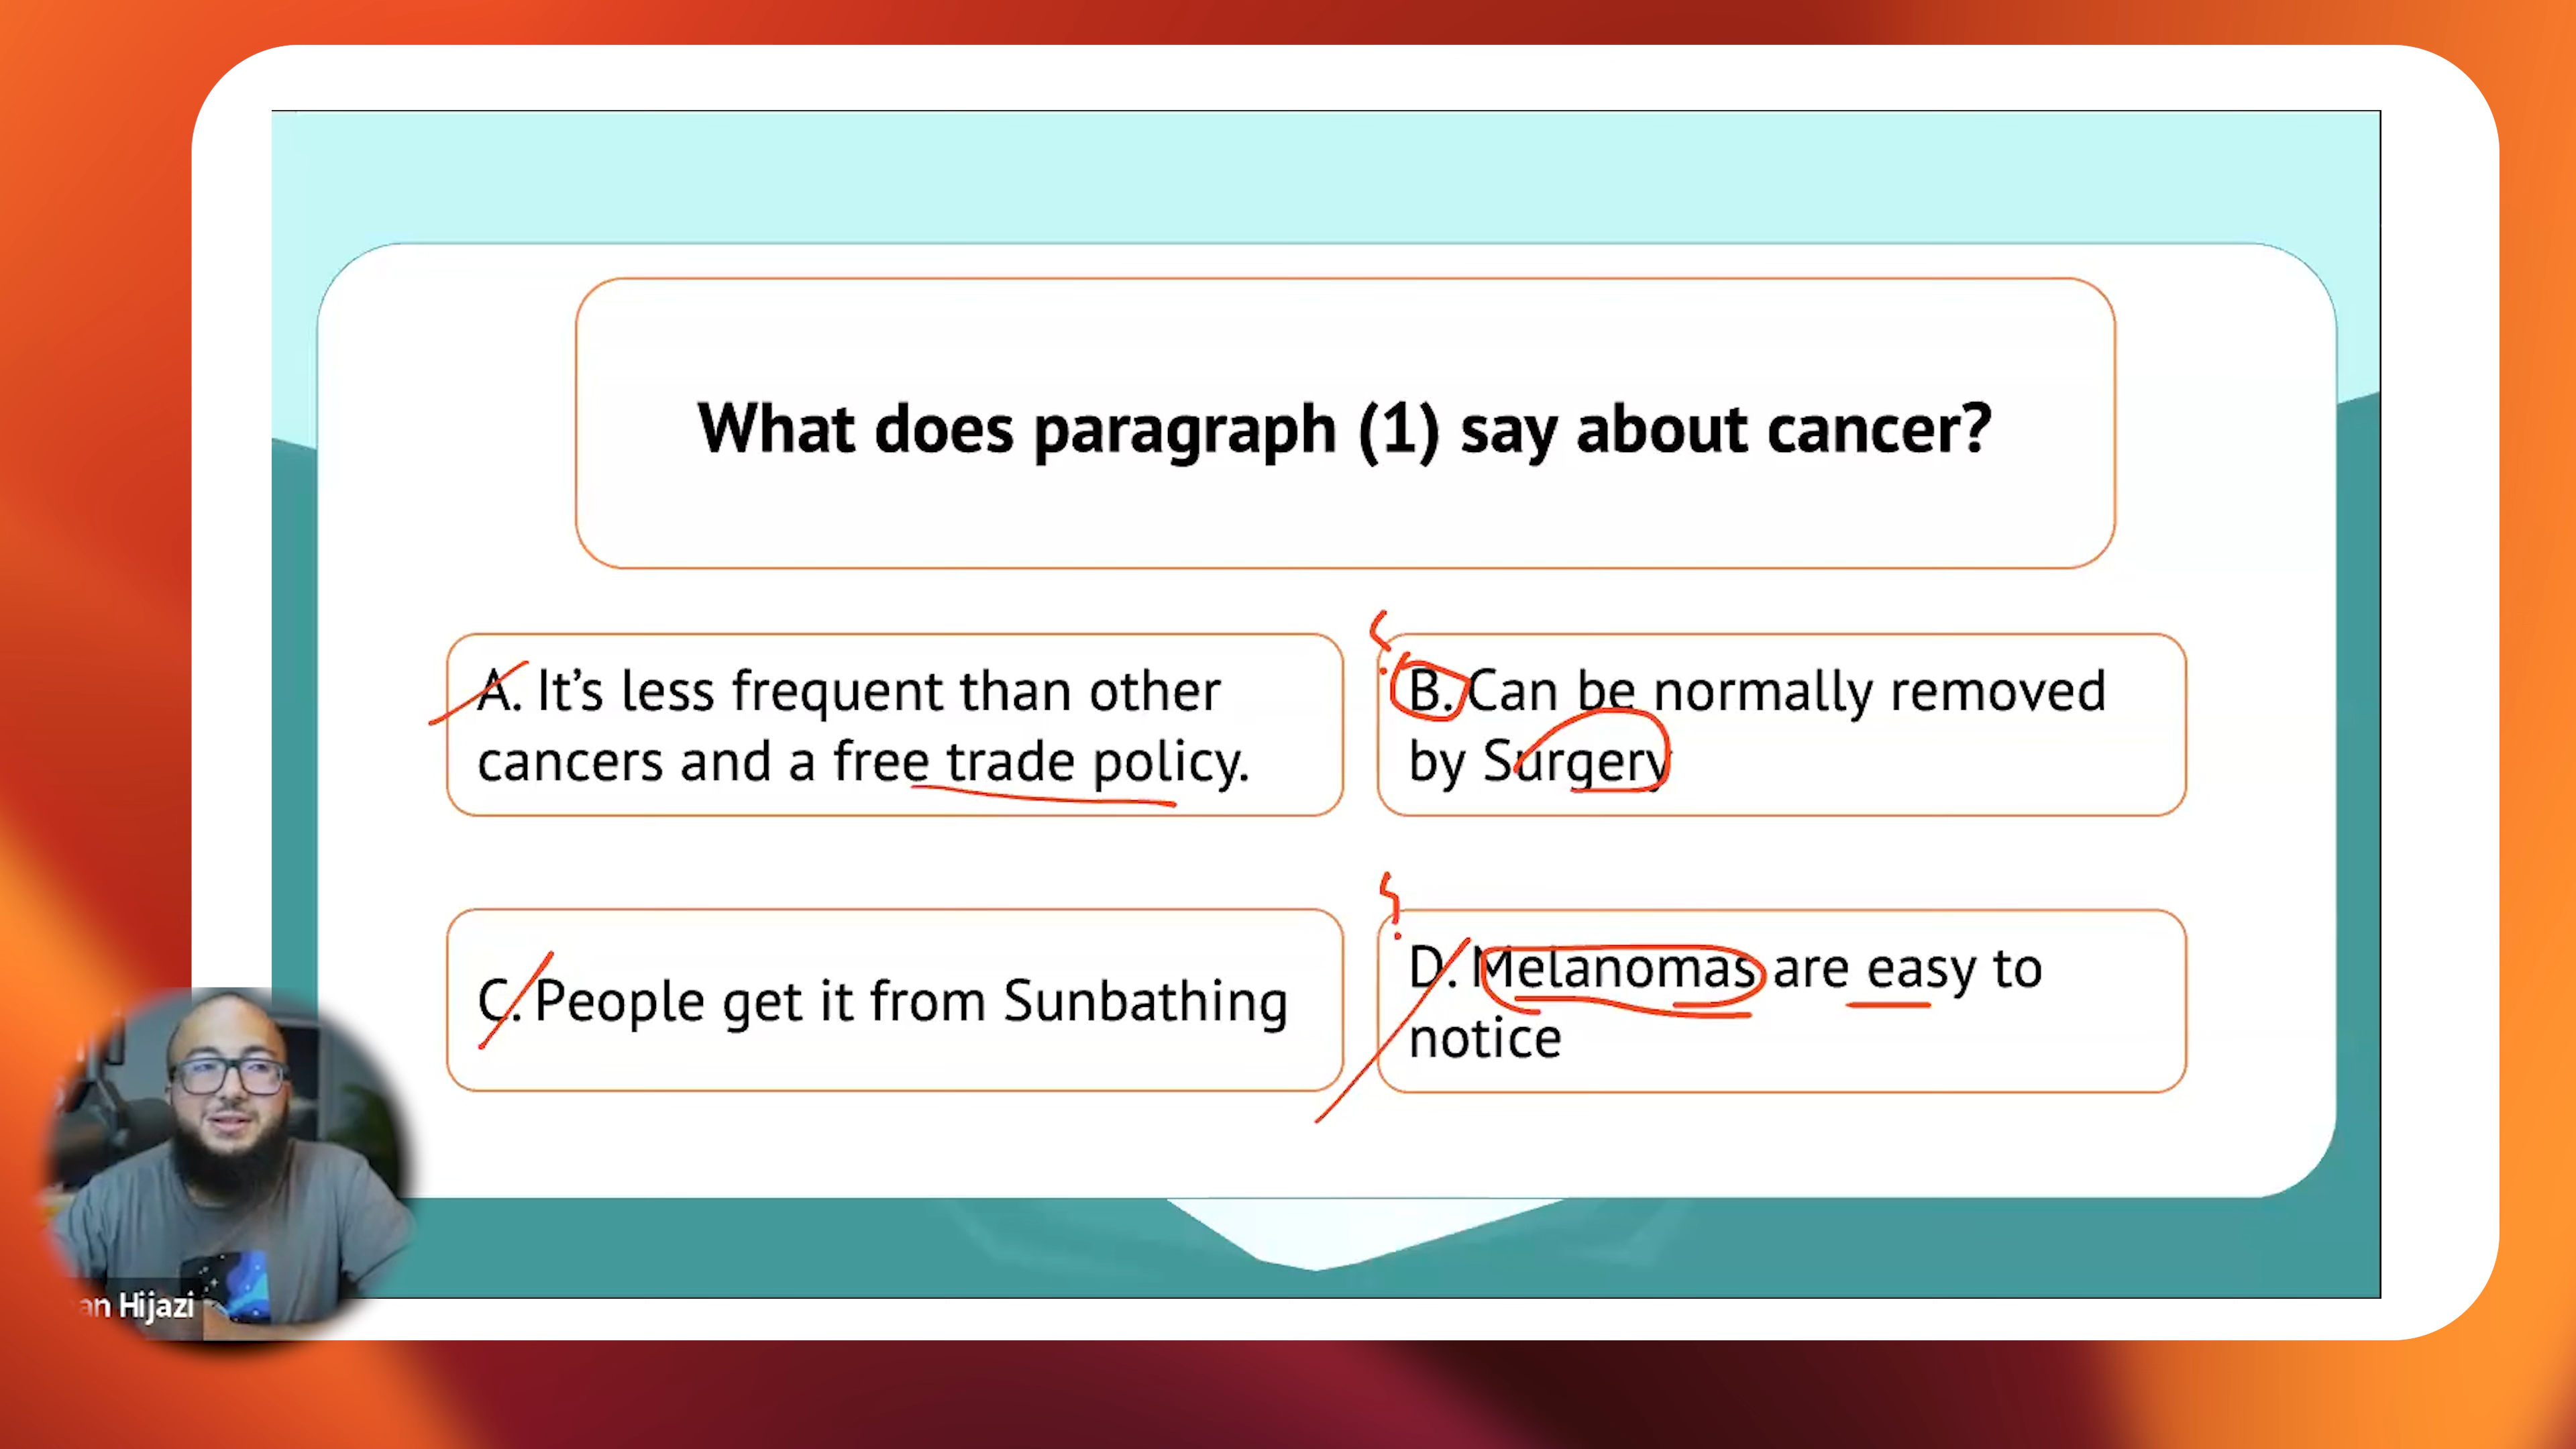 What does paragraph (1) say about cancer?
A. It's less frequent than other
cancers and a free trade policy.
B. Can be normally removed
by Surgery
C. People get it from Sunbathing
D. Melanomas are easy to
notice
an Hijazi